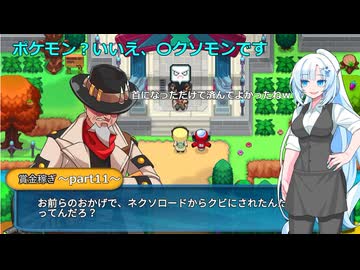 ポケモン？いいえ、〇クソモンです
首になっただけで済んでよかったねw
賞金稼ぎ ～part11～
お前らのおかげで、ネクソロードからクビにされたんだ
ってんだろ？